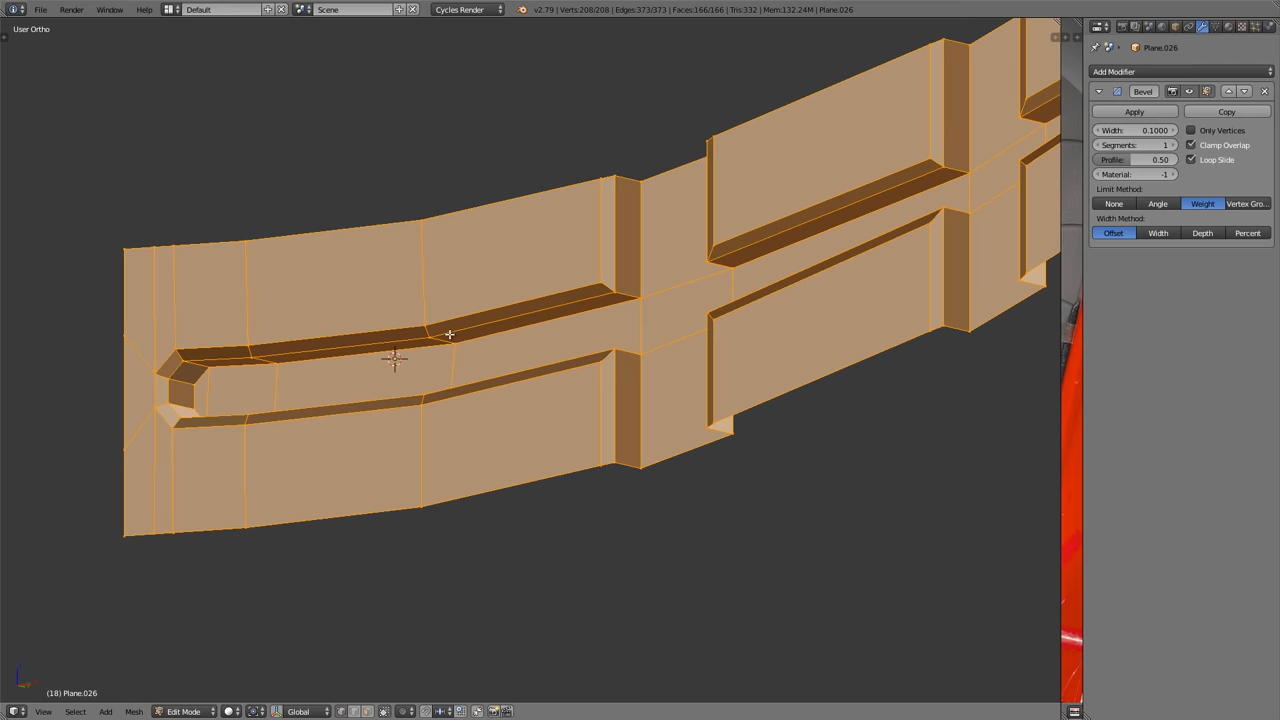 File Render Window Help Default Scene Cycles Render v2.79 | Verts:208/208 | Edges:373/373 | Faces:166/166 | Tris:332 | Mem:132.24M | Plane.026
User Ortho
Plane.026
Add Modifier
Bevel
Apply Copy
Width: 0.1000 Only Vertices
Segments: 1 Clamp Overlap
Profile: 0.50 Loop Slide
Material: -1
Limit Method:
None Angle Weight Vertex Gro...
Width Method:
Offset Width Depth Percent
(18) Plane.026
View Select Add Mesh Edit Mode Global